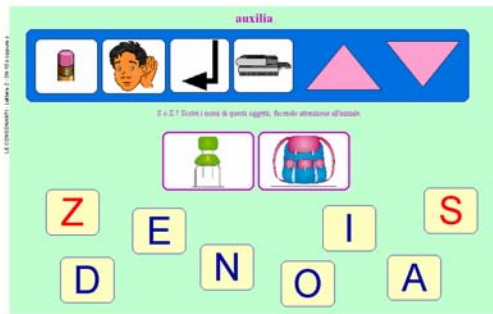 auxilia
S o Z ? Scrivi i nomi di questi oggetti, facendo attenzione all'iniziale.
Z
E
I
S
D
N
O
A